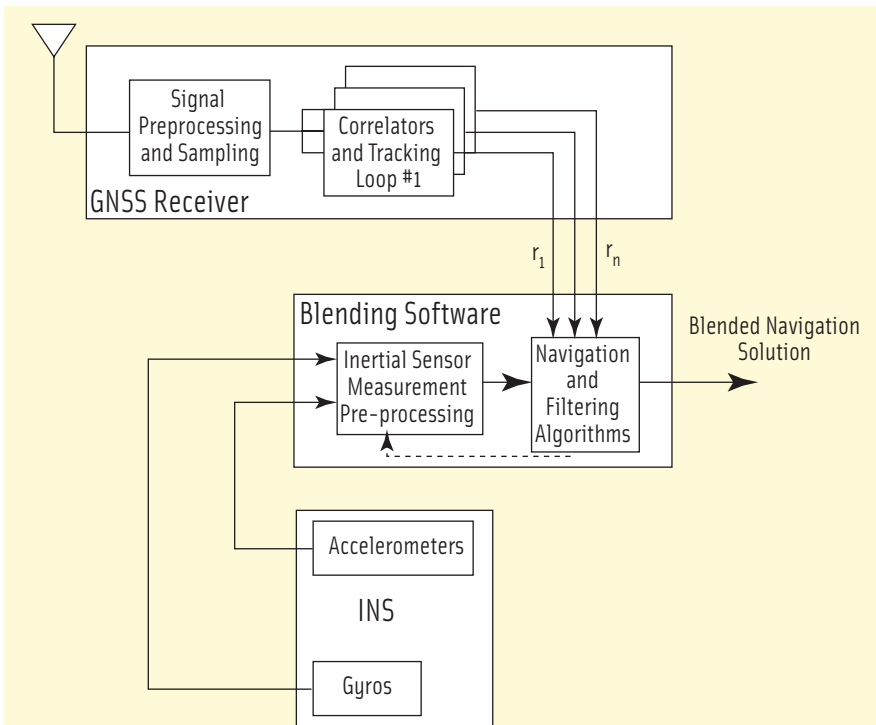 Signal
Preprocessing
and Sampling
Correlators
and Tracking
Loop #1
GNSS Receiver
r1
rn
Blending Software
Inertial Sensor
Measurement
Pre-processing
Navigation
and
Filtering
Algorithms
Blended Navigation
Solution
Accelerometers
INS
Gyros